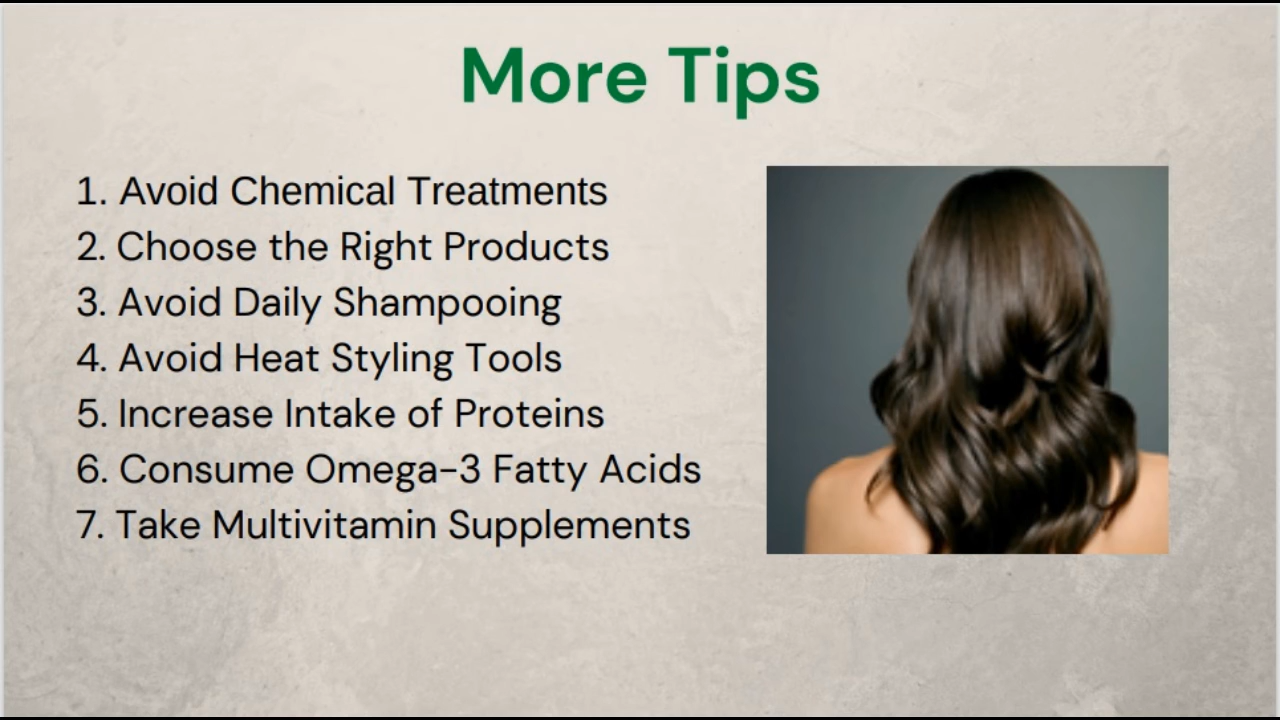 More Tips
1. Avoid Chemical Treatments
2. Choose the Right Products
3. Avoid Daily Shampooing
4. Avoid Heat Styling Tools
5. Increase Intake of Proteins
6. Consume Omega-3 Fatty Acids
7. Take Multivitamin Supplements